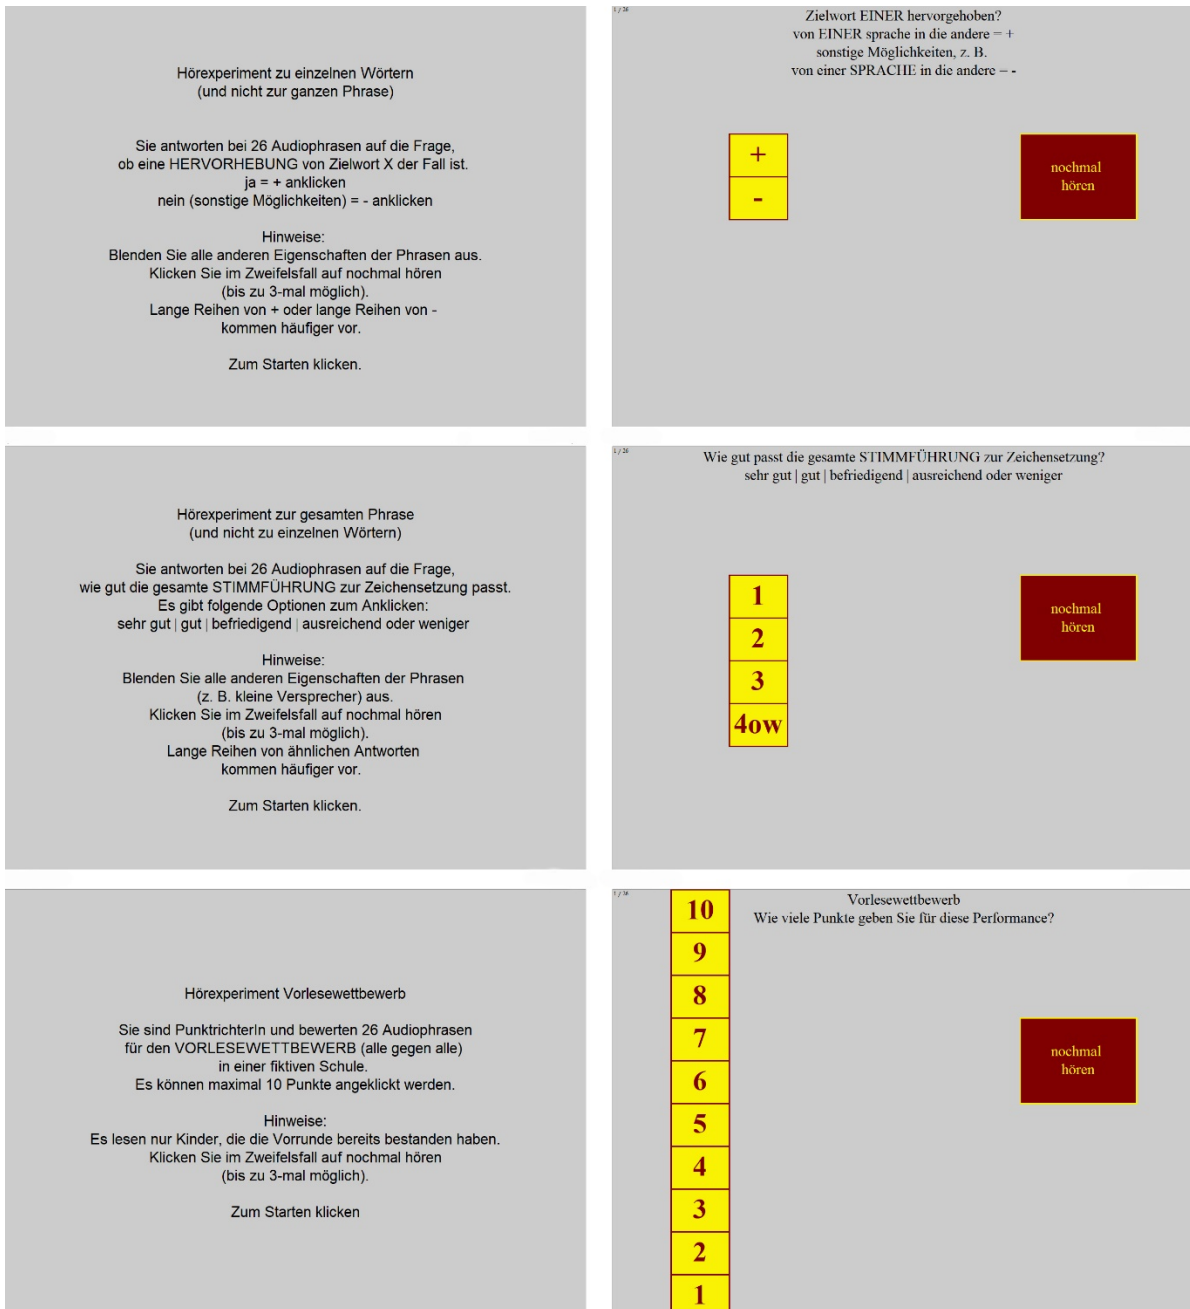 Hörexperiment zu einzelnen Wörtern
(und nicht zur ganzen Phrase)
Sie antworten bei 26 Audiophrasen auf die Frage,
ob eine HERVORHEBUNG von Zielwort X der Fall ist.
ja = + anklicken
nein (sonstige Möglichkeiten) = - anklicken
Hinweise:
Blenden Sie alle anderen Eigenschaften der Phrasen aus.
Klicken Sie im Zweifelsfall auf nochmal hören
(bis zu 3-mal möglich).
Lange Reihen von + oder lange Reihen von -
kommen häufiger vor.
Zum Starten klicken.
1 / 26
Zielwort EINER hervorgehoben?
von EINER sprache in die andere = +
sonstige Möglichkeiten, z. B.
von einer SPRACHE in die andere = -
+
-
nochmal
hören
Hörexperiment zur gesamten Phrase
(und nicht zu einzelnen Wörtern)
Sie antworten bei 26 Audiophrasen auf die Frage,
wie gut die gesamte STIMMFÜHRUNG zur Zeichensetzung passt.
Es gibt folgende Optionen zum Anklicken:
sehr gut | gut | befriedigend | ausreichend oder weniger
Hinweise:
Blenden Sie alle anderen Eigenschaften der Phrasen
(z. B. kleine Versprecher) aus.
Klicken Sie im Zweifelsfall auf nochmal hören
(bis zu 3-mal möglich).
Lange Reihen von ähnlichen Antworten
kommen häufiger vor.
Zum Starten klicken.
1 / 26
Wie gut passt die gesamte STIMMFÜHRUNG zur Zeichensetzung?
sehr gut | gut | befriedigend | ausreichend oder weniger
1
2
3
4ow
nochmal
hören
Hörexperiment Vorlesewettbewerb
Sie sind PunktrichterIn und bewerten 26 Audiophrasen
für den VORLESEWETTBEWERB (alle gegen alle)
in einer fiktiven Schule.
Es können maximal 10 Punkte angeklickt werden.
Hinweise:
Es lesen nur Kinder, die die Vorrunde bereits bestanden haben.
Klicken Sie im Zweifelsfall auf nochmal hören
(bis zu 3-mal möglich).
Zum Starten klicken
1 / 26
Vorlesewettbewerb
Wie viele Punkte geben Sie für diese Performance?
10
9
8
7
6
5
4
3
2
1
nochmal
hören